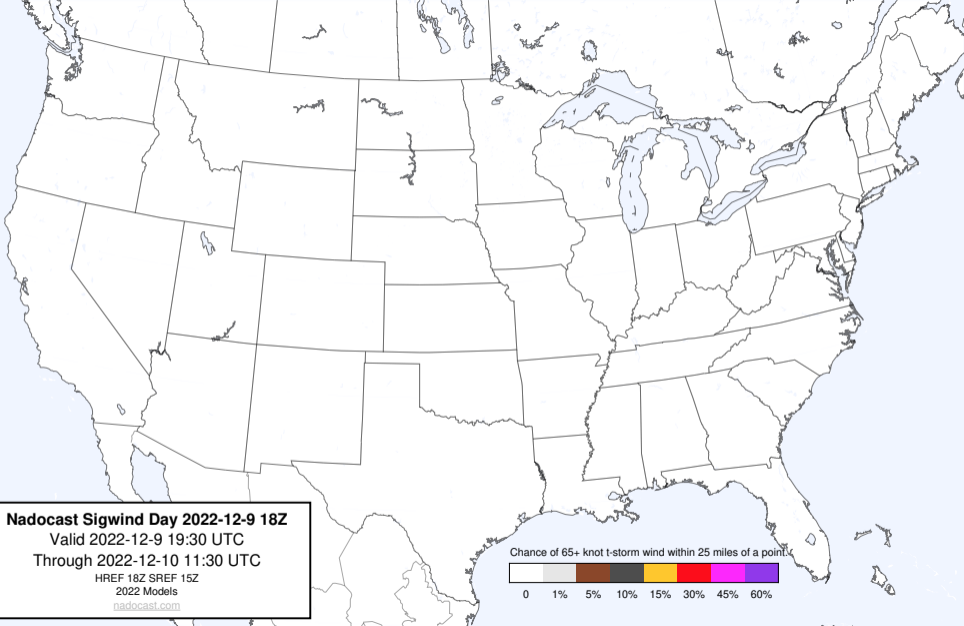 Nadocast Sigwind Day 2022-12-9 18Z
Valid 2022-12-9 19:30 UTC
Through 2022-12-10 11:30 UTC
HREF 18Z SREF 15Z
2022 Models
nadocast.com
Chance of 65+ knot t-storm wind within 25 miles of a point.
0 1% 5% 10% 15% 30% 45% 60%